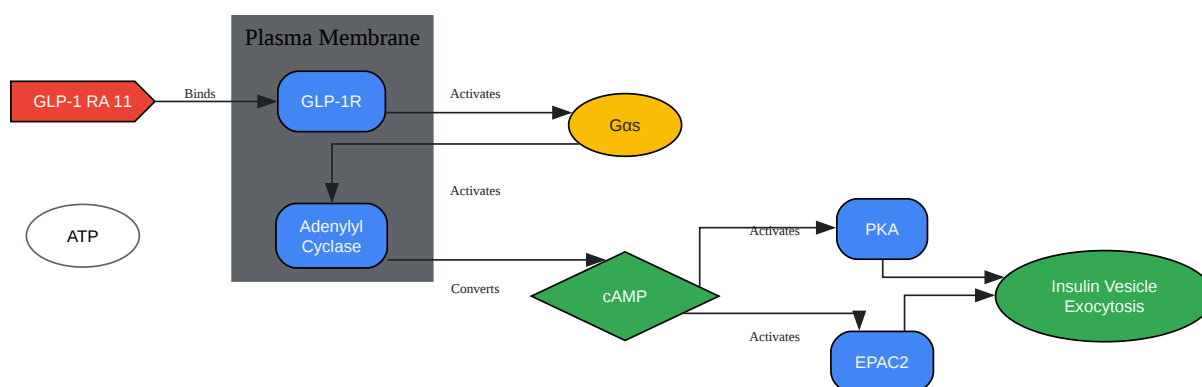 Plasma Membrane
GLP-1 RA 11
Binds
GLP-1R
Activates
Gαs
Activates
ATP
Adenylyl
Cyclase
Converts
cAMP
Activates
PKA
Activates
EPAC2
Insulin Vesicle
Exocytosis